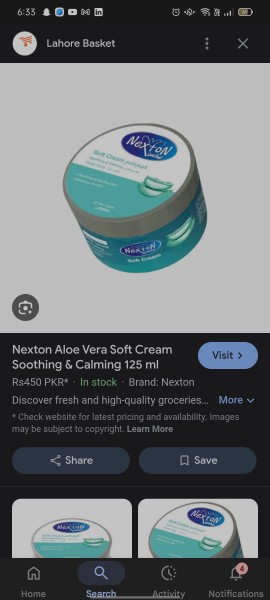 6:33
Lahore Basket
Nexton
Soft Cream
Soothing & Calming
Nexton
Soft Cream
Nexton Aloe Vera Soft Cream
Soothing & Calming 125 ml
Visit >
Rs450 PKR* · In stock · Brand: Nexton
Discover fresh and high-quality groceries... More
* Check website for latest pricing and availability. Images
may be subject to copyright. Learn More
Share
Save
Nexton
Nexton
4
Home
Search
Activity
Notifications